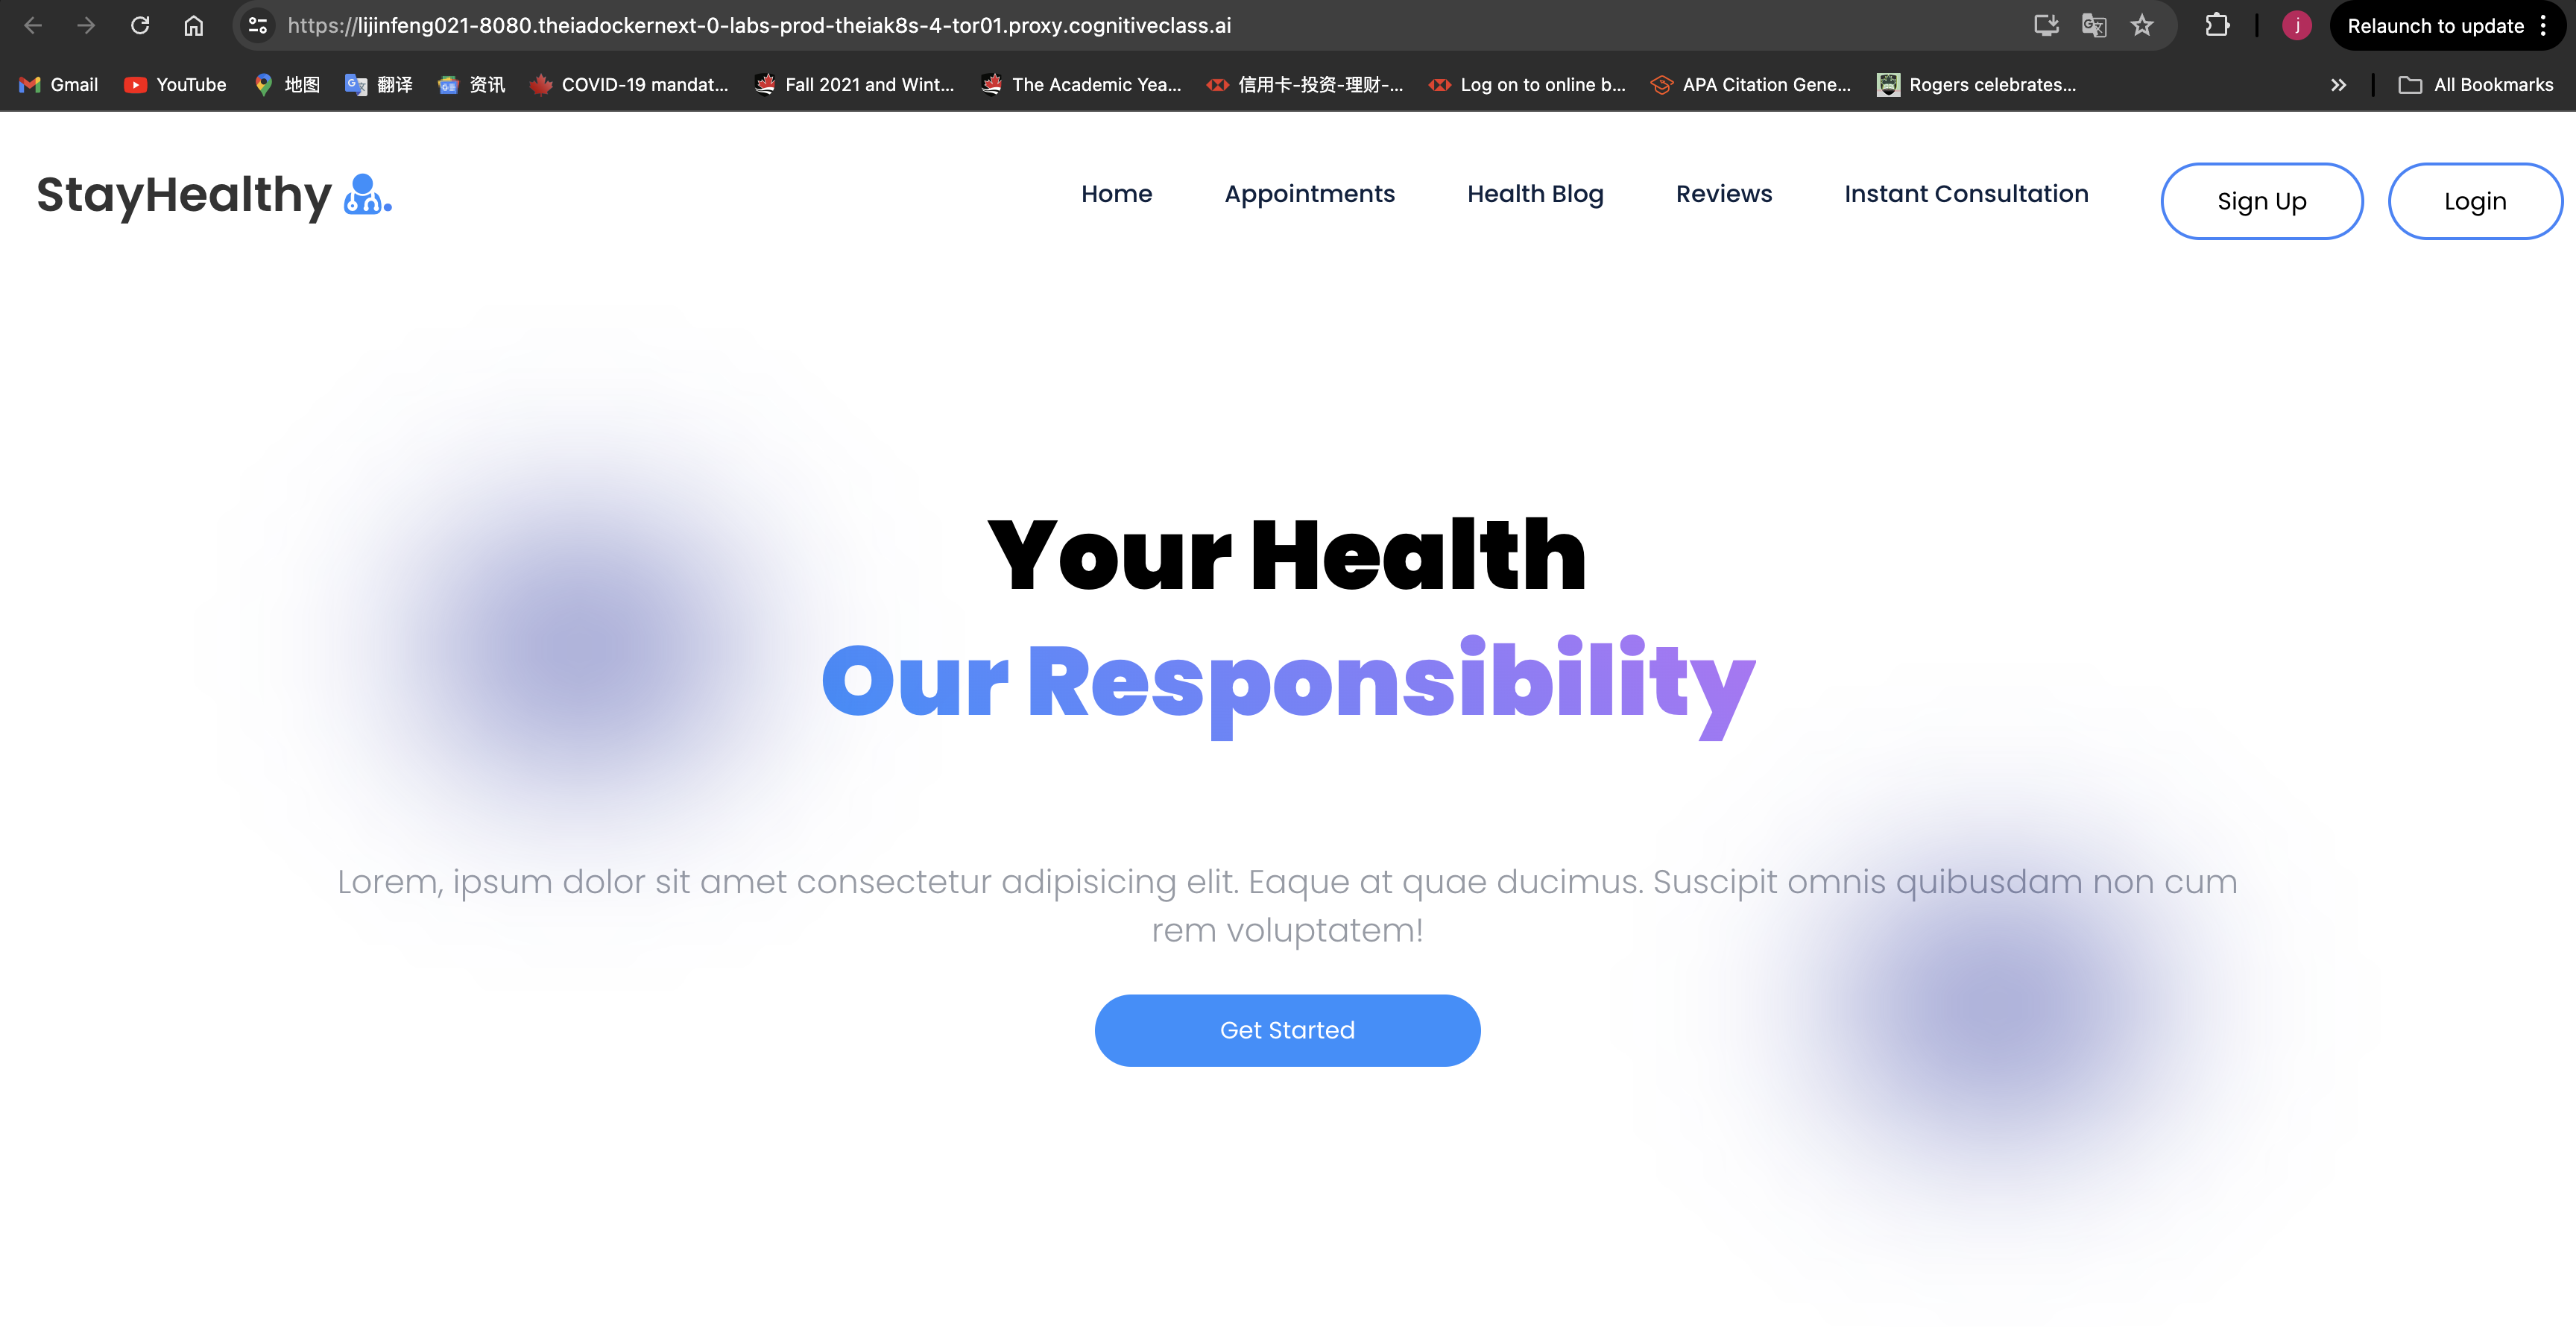 https://lijinfeng021-8080.theiadockernext-0-labs-prod-theiak8s-4-tor01.proxy.cognitiveclass.ai j Relaunch to update
Gmail YouTube 地图 翻译 资讯 COVID-19 mandat... Fall 2021 and Wint... The Academic Yea... 信用卡-投资-理财-... Log on to online b... APA Citation Gene... Rogers celebrates... » All Bookmarks
StayHealthy . Home Appointments Health Blog Reviews Instant Consultation Sign Up Login
Your Health
Our Responsibility
Lorem, ipsum dolor sit amet consectetur adipisicing elit. Eaque at quae ducimus. Suscipit omnis quibusdam non cum
rem voluptatem!
Get Started